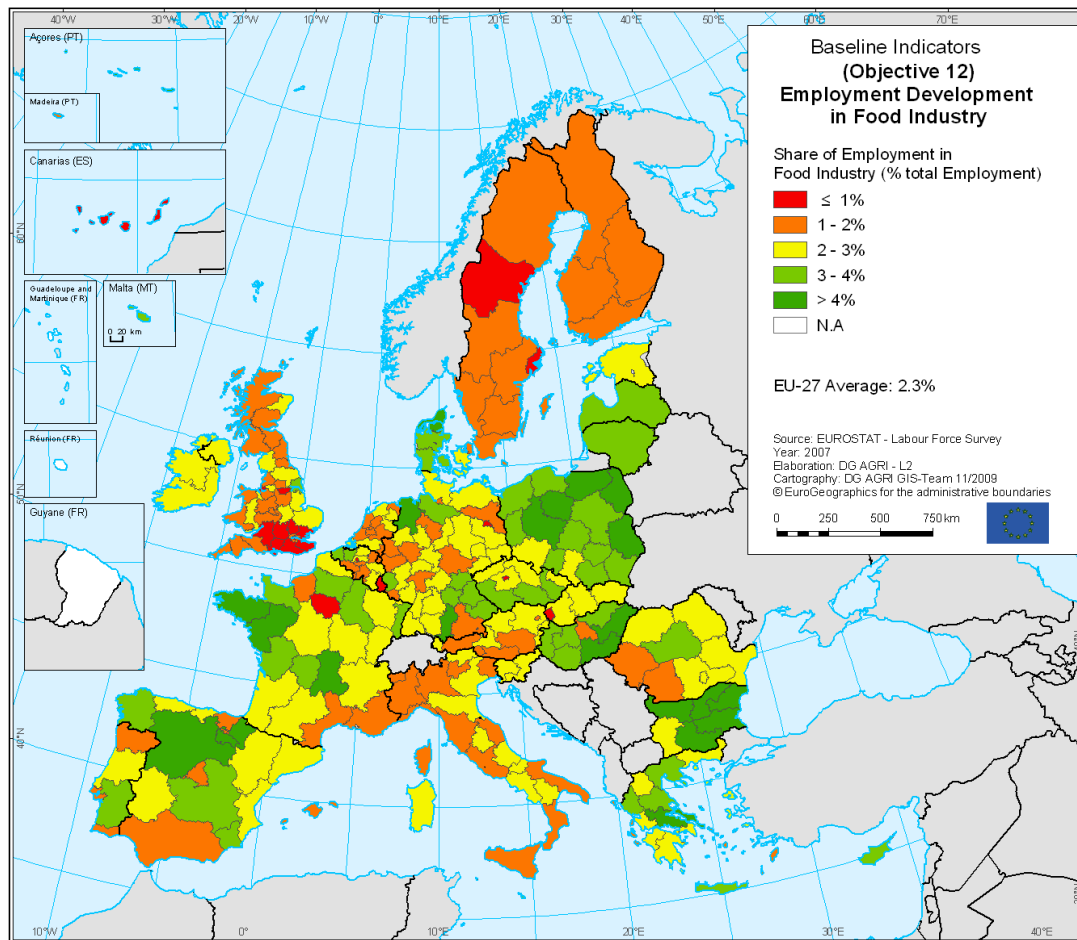 40°W
30°W
20°W
10°W
0°
10°E
20°E
30°E
40°E
50°E
60°E
70°E
Açores (PT)
Madeira (PT)
Canarias (ES)
Guadeloupe and
Martinique (FR)
Malta (MT)
0 20 km
Réunion (FR)
Guyane (FR)
60°N
50°N
40°N
Baseline Indicators
(Objective 12)
Employment Development
in Food Industry
Share of Employment in
Food Industry (% total Employment)
≤ 1%
1 - 2%
2 - 3%
3 - 4%
> 4%
N.A
EU-27 Average: 2.3%
Source: EUROSTAT - Labour Force Survey
Year: 2007
Elaboration: DG AGRI - L2
Cartography: DG AGRI GIS-Team 11/2009
© EuroGeographics for the administrative boundaries
0 250 500 750 km
10°W
0°
10°E
20°E
30°E
40°E